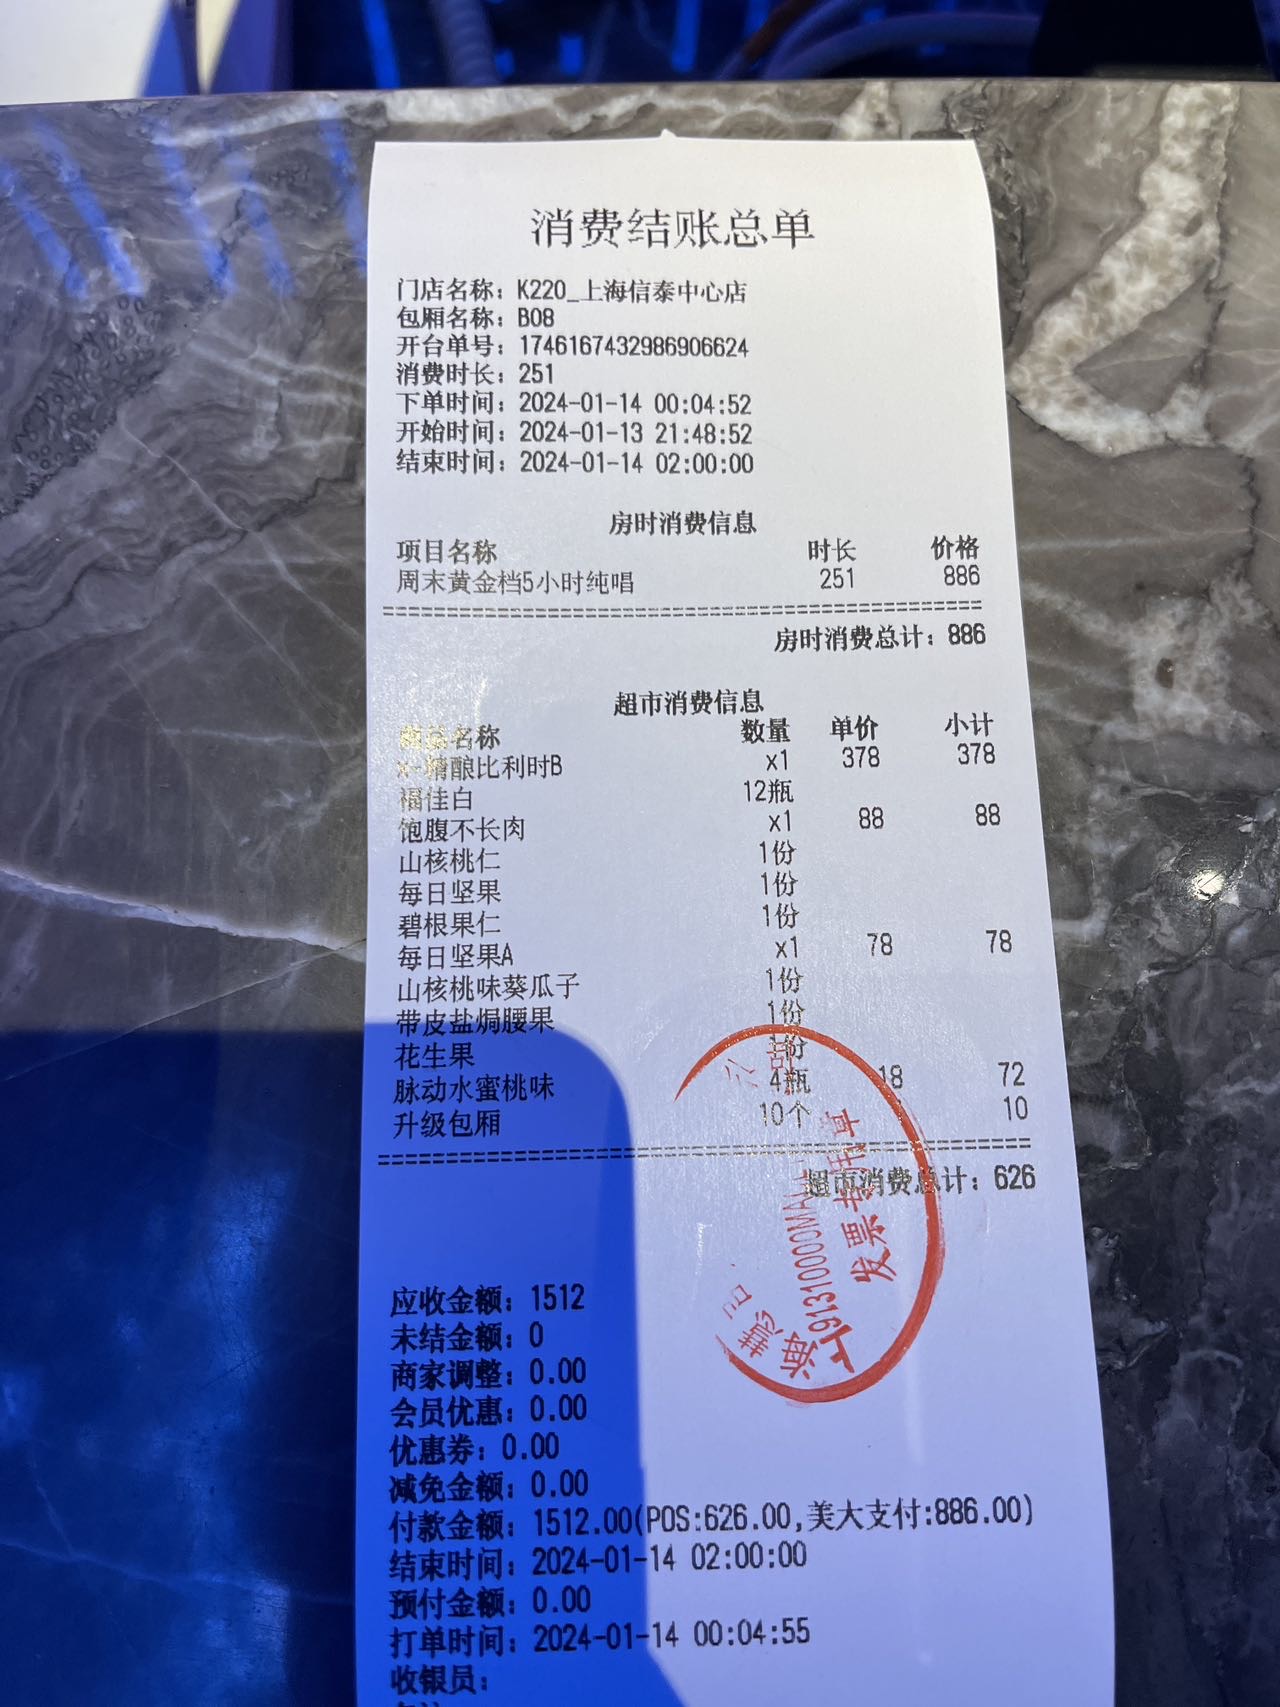 消费结账总单
门店名称：K220_上海信泰中心店
包厢名称：B08
开台单号：1746167432986906624
消费时长：251
下单时间：2024-01-14 00:04:52
开始时间：2024-01-13 21:48:52
结束时间：2024-01-14 02:00:00
房时消费信息
项目名称 时长 价格
周末黄金档5小时纯唱 251 886
房时消费总计：886
超市消费信息
商品名称 数量 单价 小计
x-精酿比利时B x1 378 378
福佳白 12瓶
饱腹不长肉 x1 88 88
山核桃仁 1份
每日坚果 1份
碧根果仁 1份
每日坚果A x1 78 78
山核桃味葵瓜子 1份
带皮盐焗腰果 1份
花生果 1份
脉动水蜜桃味 4瓶 18 72
升级包厢 10个 10
超市消费总计：626
上海
91310000MA
发票专用章
应收金额：1512
未结金额：0
商家调整：0.00
会员优惠：0.00
优惠券：0.00
减免金额：0.00
付款金额：1512.00(POS:626.00,美大支付:886.00)
结束时间：2024-01-14 02:00:00
预付金额：0.00
打单时间：2024-01-14 00:04:55
收银员：